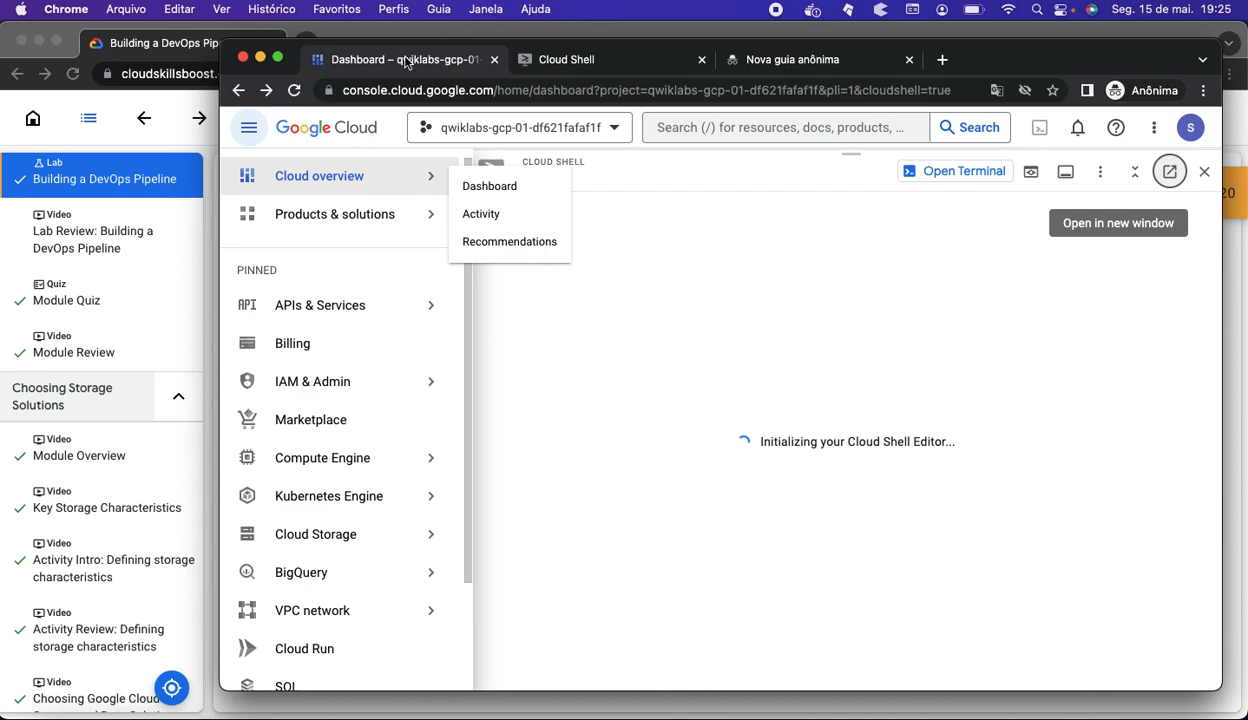 Chrome Arquivo Editar Ver Histórico Favoritos Perfis Guia Janela Ajuda Seg. 15 de mai. 19:25
Building a DevOps Pip
cloudskillsboost.
Dashboard – qwiklabs-gcp-01-
Cloud Shell
Nova guia anônima
console.cloud.google.com/home/dashboard?project=qwiklabs-gcp-01-df621fafaf1f&pli=1&cloudshell=true
Anônima
Google Cloud
qwiklabs-gcp-01-df621fafaf1f
Search (/) for resources, docs, products, ...
Search
S
Lab
Building a DevOps Pipeline
Video
Lab Review: Building a
DevOps Pipeline
Quiz
Module Quiz
Video
Module Review
Choosing Storage
Solutions
Video
Module Overview
Video
Key Storage Characteristics
Video
Activity Intro: Defining storage
characteristics
Video
Activity Review: Defining
storage characteristics
Video
Choosing Google Cloud
Cloud overview
Products & solutions
PINNED
API APIs & Services
Billing
IAM & Admin
Marketplace
Compute Engine
Kubernetes Engine
Cloud Storage
BigQuery
VPC network
Cloud Run
SQL
Dashboard
Activity
Recommendations
CLOUD SHELL
Open Terminal
Open in new window
Initializing your Cloud Shell Editor...
20